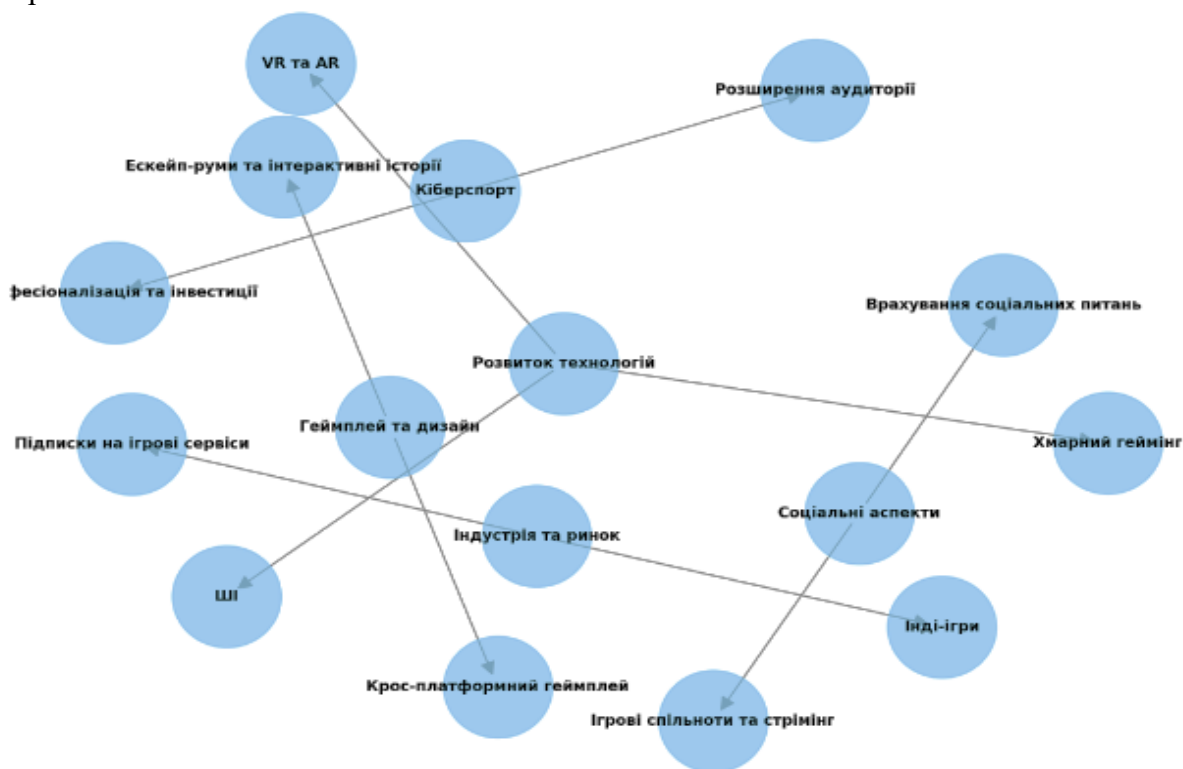 VR та AR
Розширення аудиторії
Ескейп-руми та інтерактивні історії
Кіберспорт
фесіоналізація та інвестиції
Врахування соціальних питань
Розвиток технологій
Геймплей та дизайн
Підписки на ігрові сервіси
Хмарний геймінг
Соціальні аспекти
Індустрія та ринок
ШІ
Інді-ігри
Крос-платформний геймплей
Ігрові спільноти та стрімінг